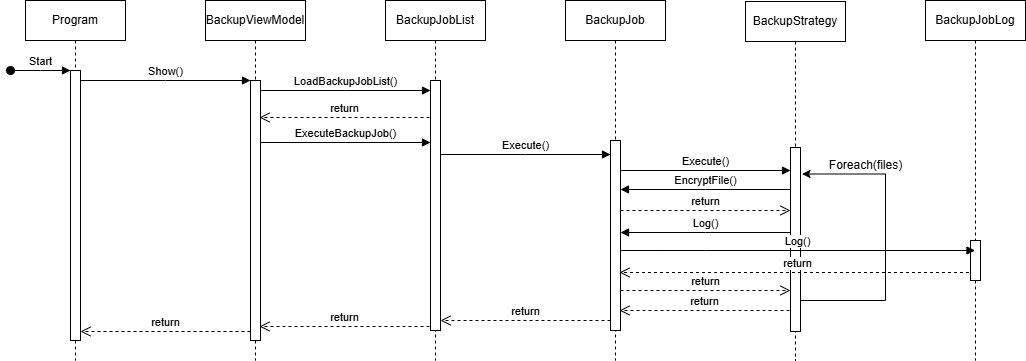 Program
BackupViewModel
BackupJobList
BackupJob
BackupStrategy
BackupJobLog
Start
Show()
LoadBackupJobList()
return
ExecuteBackupJob()
Execute()
Execute()
Foreach(files)
EncryptFile()
return
Log()
Log()
return
return
return
return
return
return